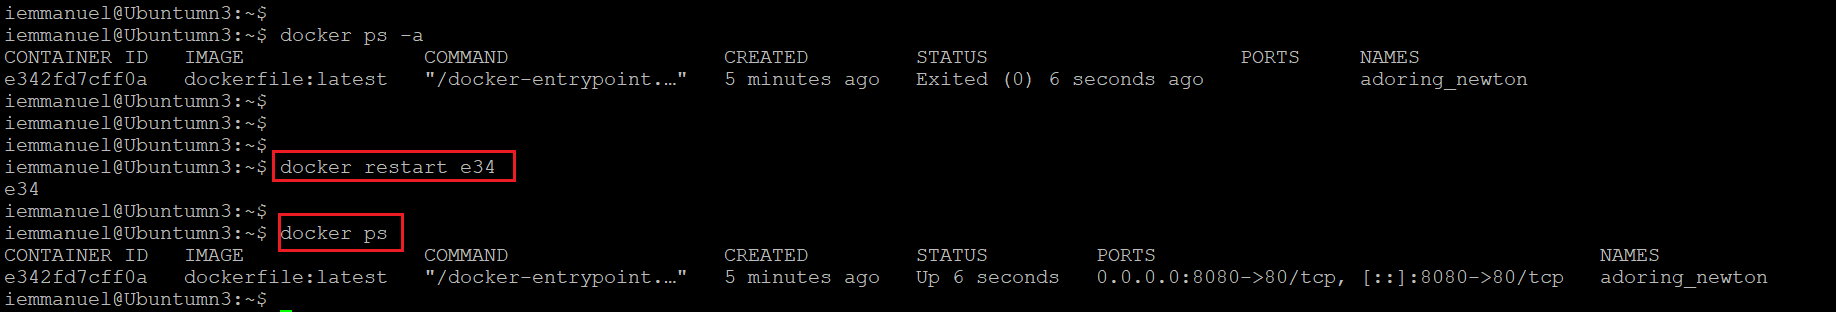 iemmanuel@Ubuntumn3:~$
iemmanuel@Ubuntumn3:~$ docker ps -a
CONTAINER ID   IMAGE               COMMAND                  CREATED         STATUS                     PORTS     NAMES
e342fd7cff0a   dockerfile:latest   "/docker-entrypoint.…"   5 minutes ago   Exited (0) 6 seconds ago             adoring_newton
iemmanuel@Ubuntumn3:~$
iemmanuel@Ubuntumn3:~$
iemmanuel@Ubuntumn3:~$
iemmanuel@Ubuntumn3:~$ docker restart e34
e34
iemmanuel@Ubuntumn3:~$
iemmanuel@Ubuntumn3:~$ docker ps
CONTAINER ID   IMAGE               COMMAND                  CREATED         STATUS         PORTS                                     NAMES
e342fd7cff0a   dockerfile:latest   "/docker-entrypoint.…"   5 minutes ago   Up 6 seconds   0.0.0.0:8080->80/tcp, [::]:8080->80/tcp   adoring_newton
iemmanuel@Ubuntumn3:~$